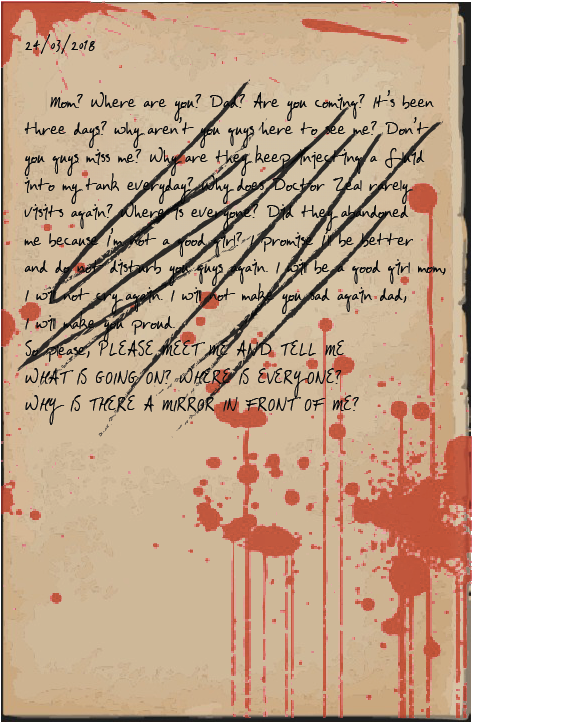 24/03/2018
Mom? Where are you? Dad? Are you coming? It's been
three days? why aren't you guys here to see me? Don't
you guys miss me? Why are they keep injecting a fluid
into my tank everyday? Why does Doctor Zeal rarely
visits again? Where is everyone? Did they abandoned
me because i'm not a good girl? I promise I'll be better
and do not disturb you guys again. I will be a good girl mom,
I will not cry again. I will not make you sad again dad,
I will make you proud.
So please, PLEASE MEET ME AND TELL ME
WHAT IS GOING ON? WHERE IS EVERYONE?
WHY IS THERE A MIRROR IN FRONT OF ME?